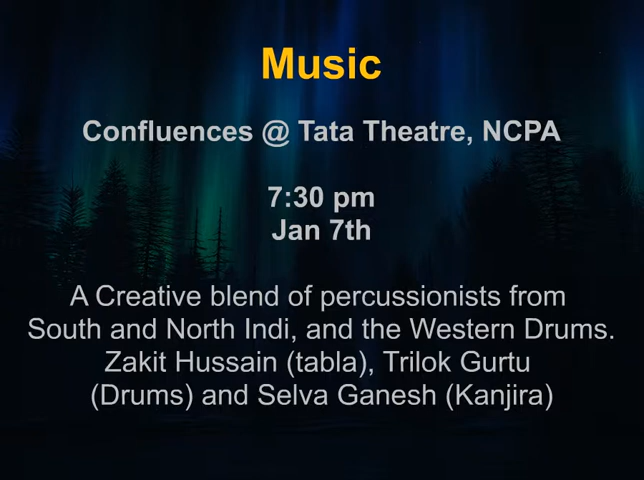 Music
Confluences @ Tata Theatre, NCPA
7:30 pm
Jan 7th
A Creative blend of percussionists from
South and North Indi, and the Western Drums.
Zakit Hussain (tabla), Trilok Gurtu
(Drums) and Selva Ganesh (Kanjira)